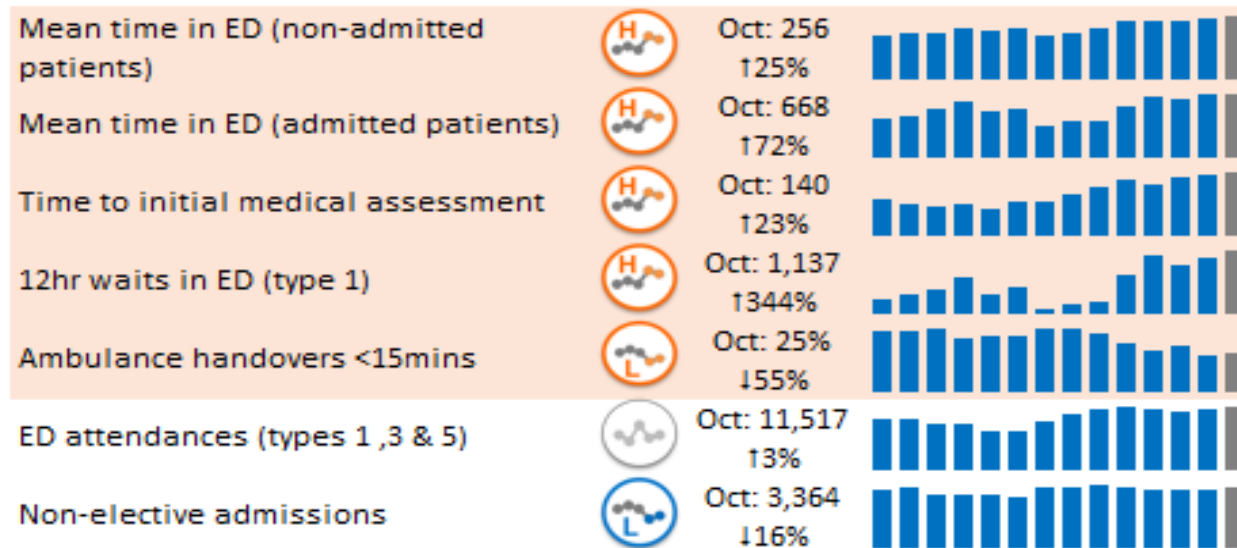 Mean time in ED (non-admitted
patients)
H
Oct: 256
↑25%
Mean time in ED (admitted patients)
H
Oct: 668
↑72%
Time to initial medical assessment
H
Oct: 140
↑23%
12hr waits in ED (type 1)
H
Oct: 1,137
↑344%
Ambulance handovers <15mins
L
Oct: 25%
↓55%
ED attendances (types 1 ,3 & 5)
Oct: 11,517
↑3%
Non-elective admissions
L
Oct: 3,364
↓16%